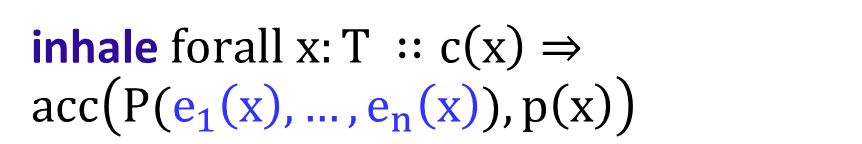 inhale forall x: T :: c(x) ⇒
acc(P(e₁(x), … , eₙ(x)), p(x))